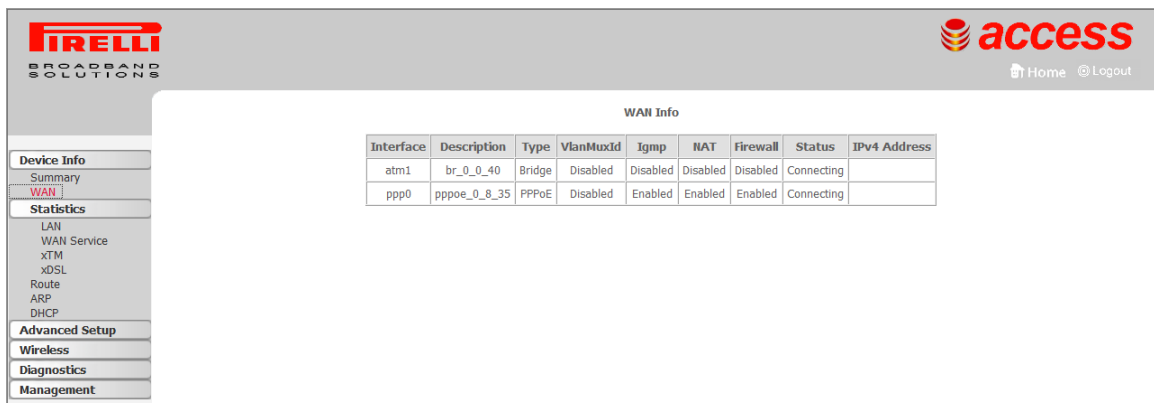 PIRELLI
BROADBAND
SOLUTIONS
access
Home Logout
WAN Info
Device Info
Summary
WAN
Statistics
LAN
WAN Service
xTM
xDSL
Route
ARP
DHCP
Advanced Setup
Wireless
Diagnostics
Management
Interface Description Type VlanMuxId Igmp NAT Firewall Status IPv4 Address
atm1 br_0_0_40 Bridge Disabled Disabled Disabled Disabled Connecting
ppp0 pppoe_0_8_35 PPPoE Disabled Enabled Enabled Enabled Connecting